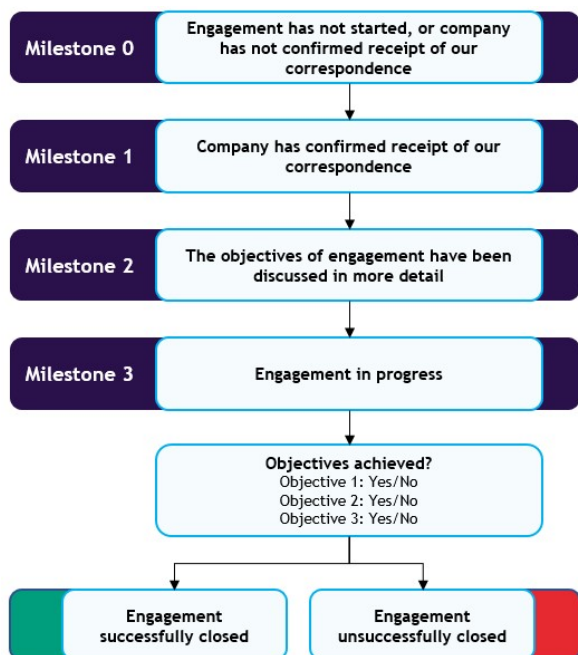 Milestone 0
Engagement has not started, or company
has not confirmed receipt of our
correspondence
Milestone 1
Company has confirmed receipt of our
correspondence
Milestone 2
The objectives of engagement have been
discussed in more detail
Milestone 3
Engagement in progress
Objectives achieved?
Objective 1: Yes/No
Objective 2: Yes/No
Objective 3: Yes/No
Engagement
successfully closed
Engagement
unsuccessfully closed